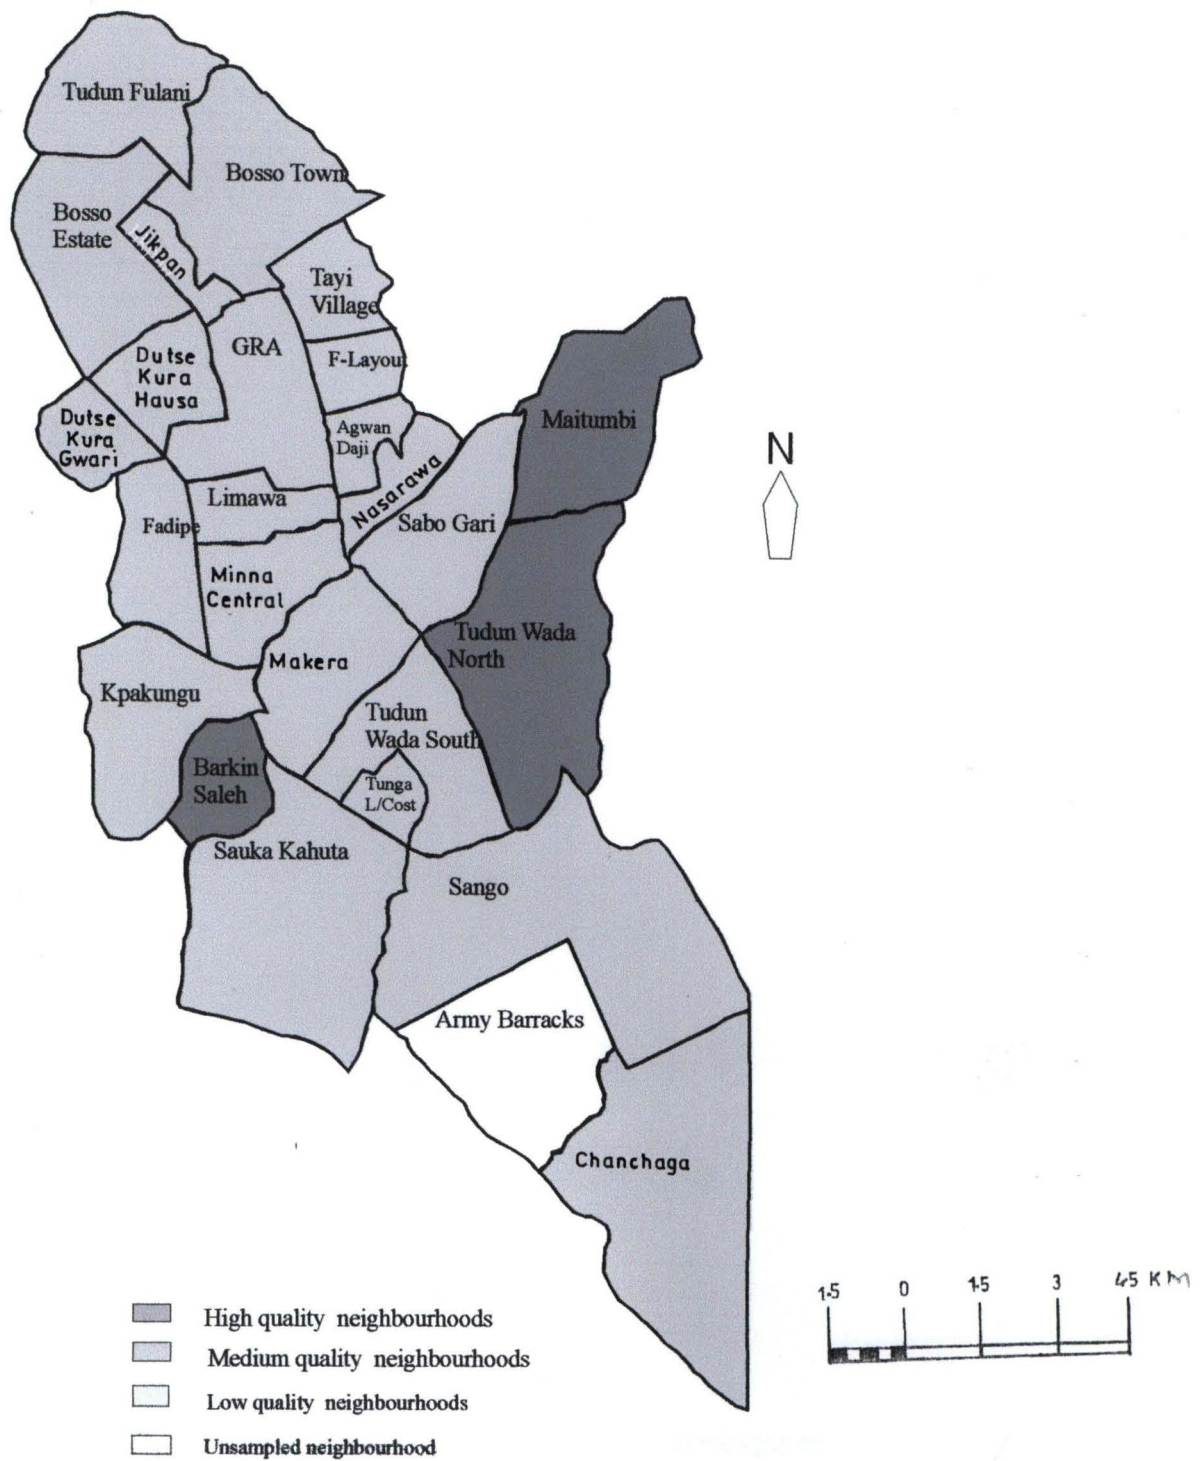 Tudun Fulani
Bosso Town
Bosso
Estate
Jikpan
Tayi
Village
GRA
F-Layout
Dutse
Kura
Hausa
Dutse
Kura
Gwari
Agwan
Daji
Nasarawa
Maitumbi
N
Limawa
Sabo Gari
Fadipe
Minna
Central
Tudun Wada
North
Makera
Kpakungu
Tudun
Wada South
Barkin
Saleh
Tunga
L/Cost
Sauka Kahuta
Sango
Army Barracks
Chanchaga
1.5 0 1.5 3 4.5 KM
High quality neighbourhoods
Medium quality neighbourhoods
Low quality neighbourhoods
Unsampled neighbourhood